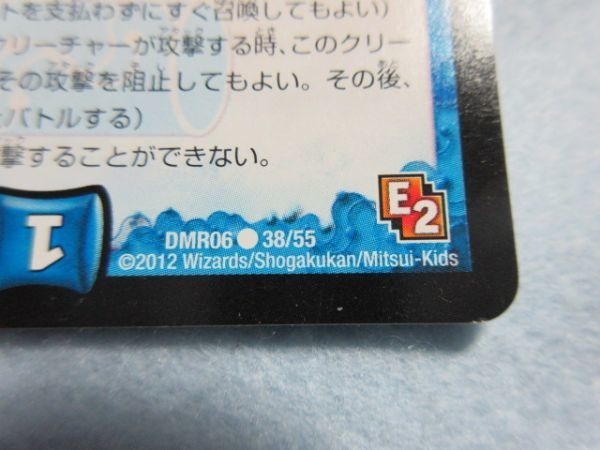 トを支払わずにすぐ召喚してもよい)
クリーチャーが攻撃する時、このクリー
その攻撃を阻止してもよい。その後、
バトルする)
撃することができない。
1
E2
DMR06 ● 38/55
©2012 Wizards/Shogakukan/Mitsui-Kids